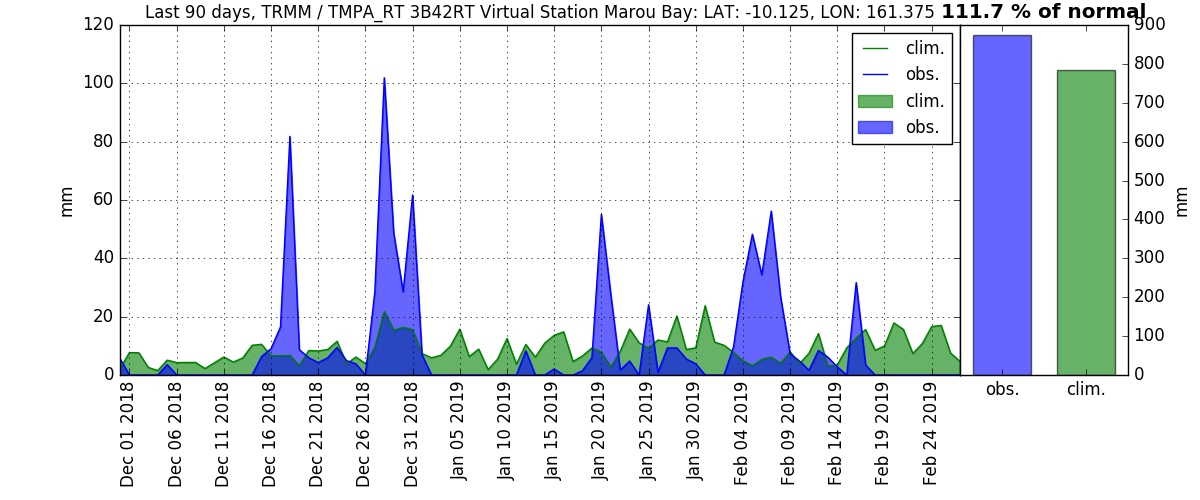 Last 90 days, TRMM / TMPA_RT 3B42RT Virtual Station Marou Bay: LAT: -10.125, LON: 161.375 111.7 % of normal
120
100
80
60
40
20
0
mm
clim.
obs.
clim.
obs.
900
800
700
600
500
400
300
200
100
0
mm
Dec 01 2018
Dec 06 2018
Dec 11 2018
Dec 16 2018
Dec 21 2018
Dec 26 2018
Dec 31 2018
Jan 05 2019
Jan 10 2019
Jan 15 2019
Jan 20 2019
Jan 25 2019
Jan 30 2019
Feb 04 2019
Feb 09 2019
Feb 14 2019
Feb 19 2019
Feb 24 2019
obs.
clim.